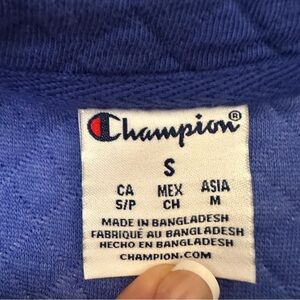 Champion®
S
CA MEX ASIA
S/P CH M
MADE IN BANGLADESH
FABRIQUÉ AU BANGLADESH
HECHO EN BANGLADESH
CHAMPION.COM